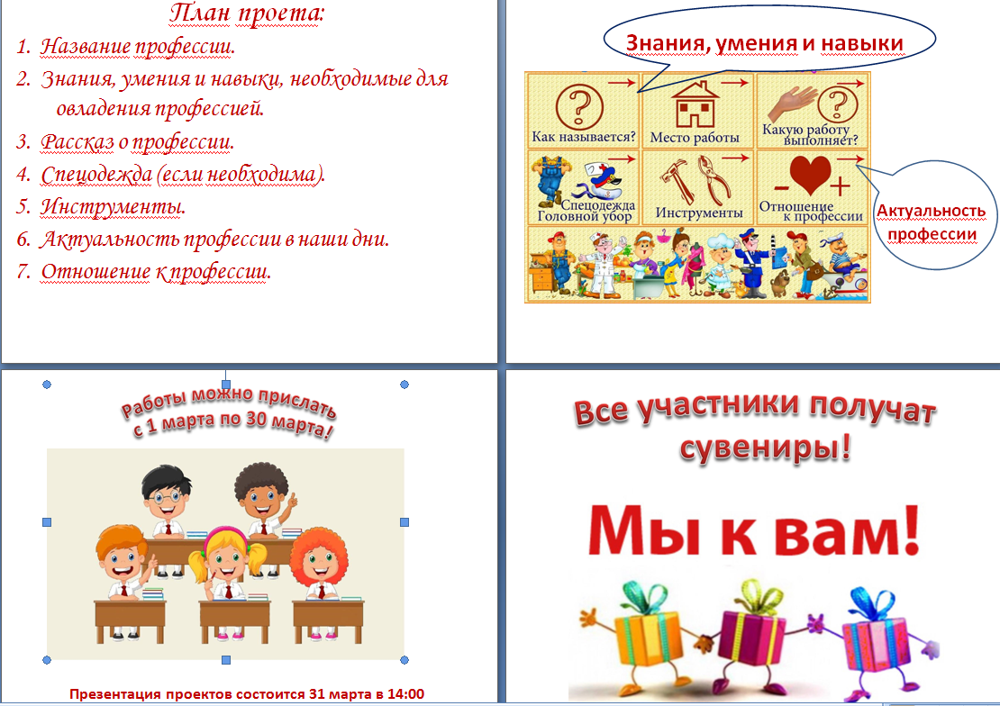 План проета:
1. Название профессии.
2. Знания, умения и навыки, необходимые для
овладения профессией.
3. Рассказ о профессии.
4. Спецодежда (если необходима).
5. Инструменты.
6. Актуальность профессии в наши дни.
7. Отношение к профессии.
Знания, умения и навыки
Как называется?
Место работы
Какую работу
выполняет?
Спецодежда
Головной убор
Инструменты
Отношение
к профессии
Актуальность
профессии
Работы можно прислать
с 1 марта по 30 марта!
Презентация проектов состоится 31 марта в 14:00
Все участники получат
сувениры!
Мы к вам!